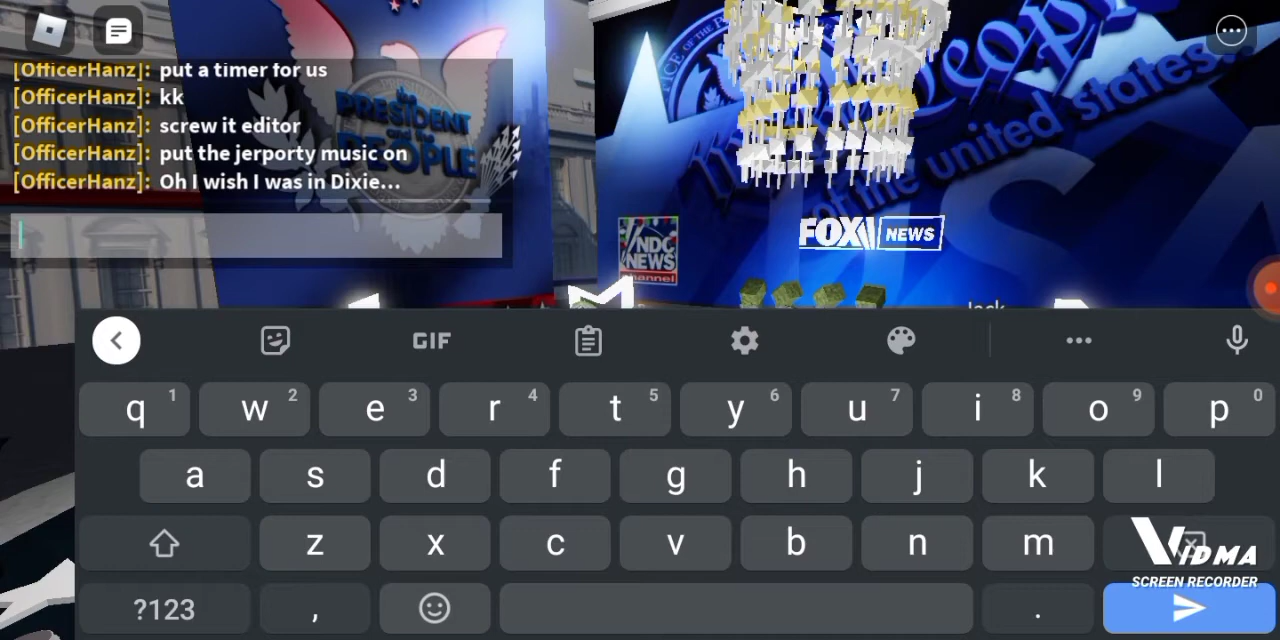 [OfficerHanz]: put a timer for us
[OfficerHanz]: kk
[OfficerHanz]: screw it editor
[OfficerHanz]: put the jerporty music on
[OfficerHanz]: Oh I wish I was in Dixie...
the
PRESIDENT
and the
PEOPLE
People
of the united states...
FOX NEWS
NDC
NEWS
channel
Jack
GIF
q 1 w 2 e 3 r 4 t 5 y 6 u 7 i 8 o 9 p 0
a s d f g h j k l
z x c v b n m
?123 , .
VIDMA
SCREEN RECORDER